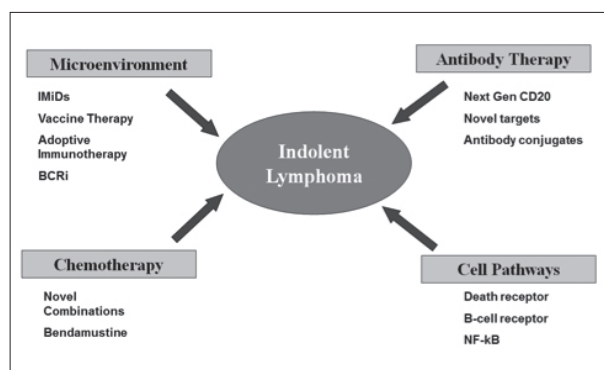 Microenvironment
IMiDs
Vaccine Therapy
Adoptive
Immunotherapy
BCRi
Antibody Therapy
Next Gen CD20
Novel targets
Antibody conjugates
Indolent
Lymphoma
Chemotherapy
Novel
Combinations
Bendamustine
Cell Pathways
Death receptor
B-cell receptor
NF-kB